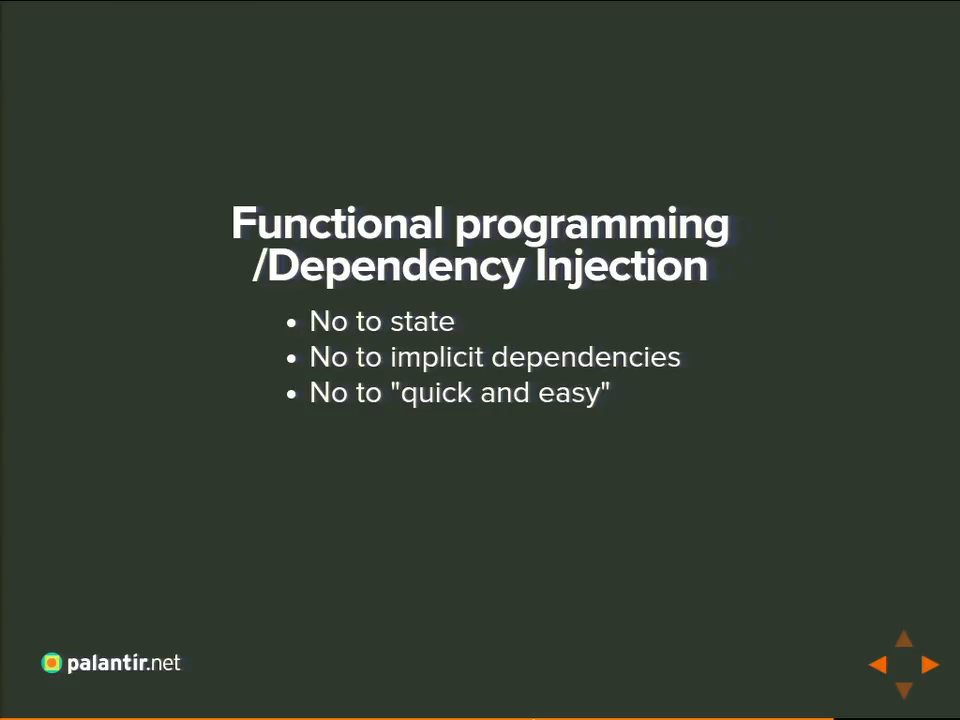 Functional programming
/Dependency Injection
• No to state
• No to implicit dependencies
• No to "quick and easy"
palantir.net